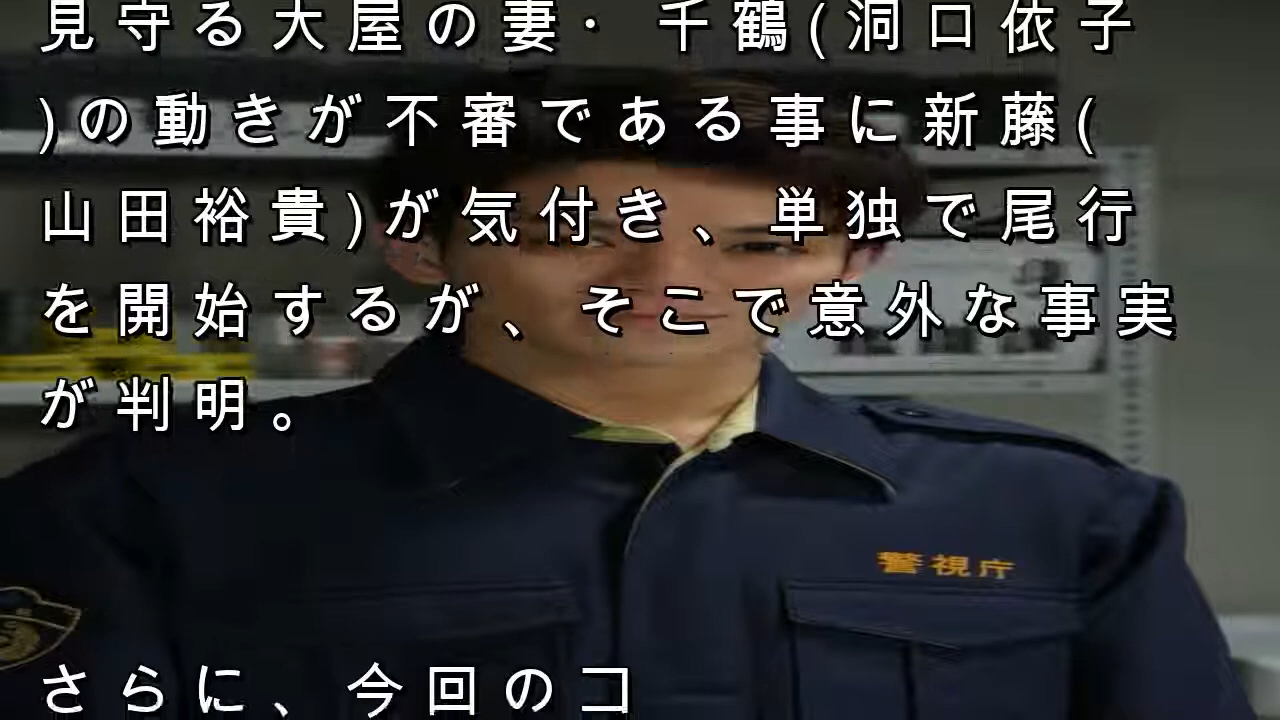 見守る大屋の妻・千鶴(洞口依子
)の動きが不審である事に新藤(
山田裕貴)が気付き、単独で尾行
を開始するが、そこで意外な事実
が判明。
警視庁
さらに、今回のコ